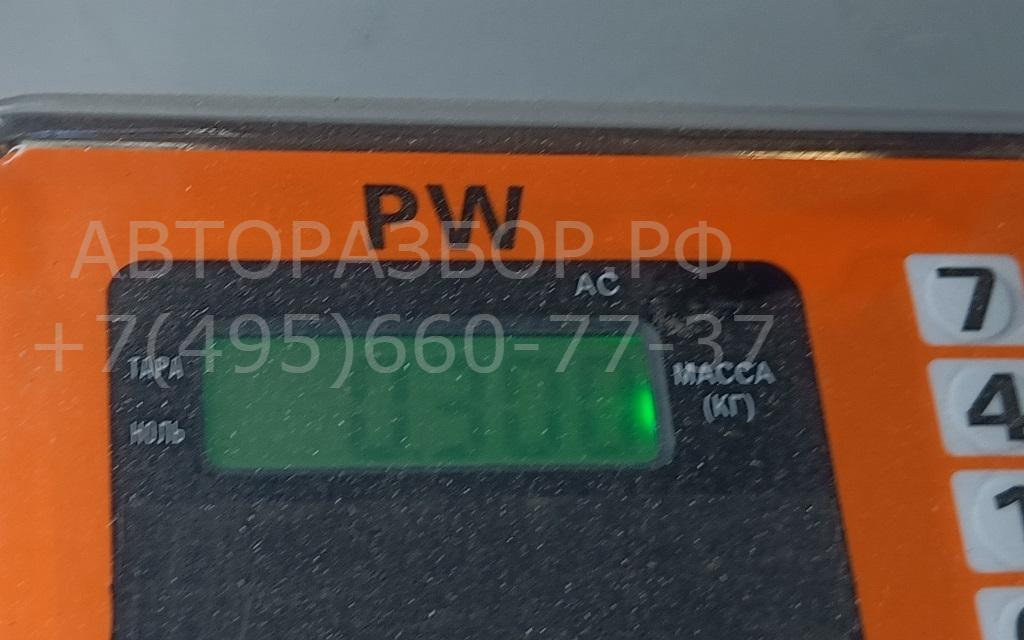 PW
АВТОРАЗБОР.РФ
АС
+7(495)660-77-37
ТАРА
МАССА
(КГ)
НОЛЬ
7
4
1